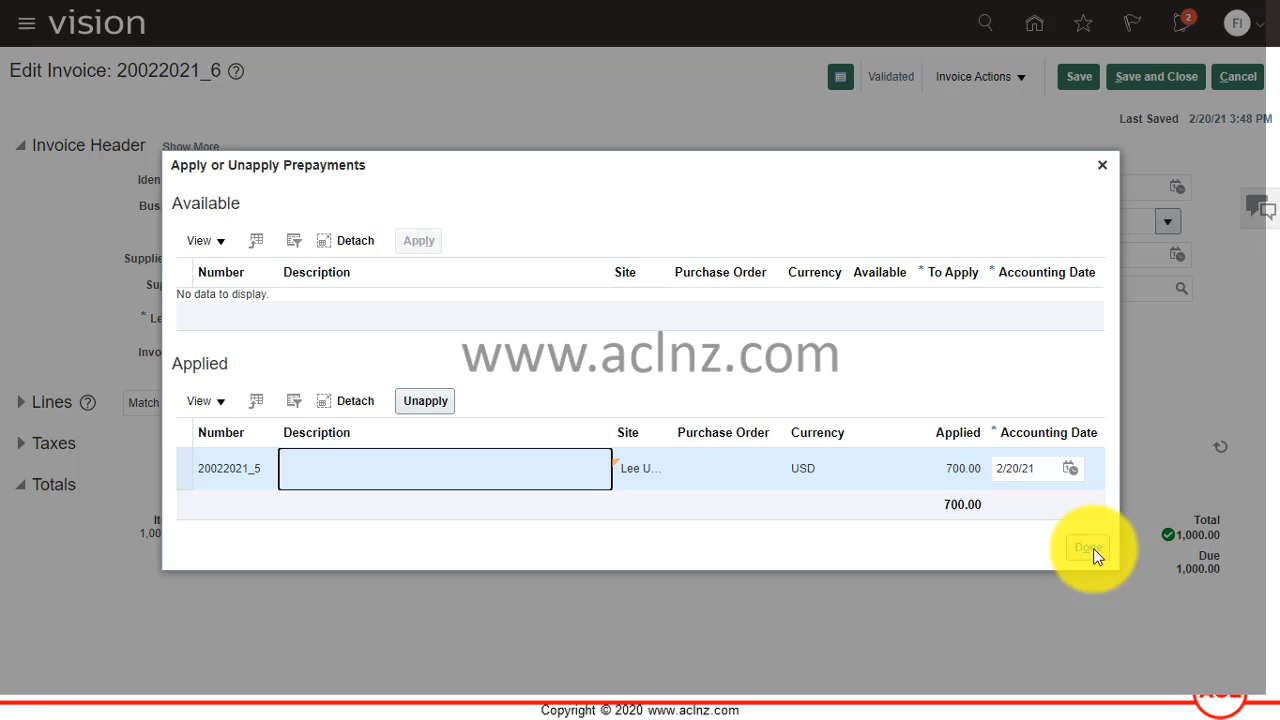 vision
2
FI
Edit Invoice: 20022021_6 ?
Validated
Invoice Actions
Save
Save and Close
Cancel
Last Saved 2/20/21 3:48 PM
Invoice Header
Show More
Apply or Unapply Prepayments
Available
View
Detach
Apply
Number Description Site Purchase Order Currency Available * To Apply * Accounting Date
No data to display.
www.aclnz.com
Applied
View
Detach
Unapply
Number Description Site Purchase Order Currency Applied * Accounting Date
20022021_5 Lee U... USD 700.00 2/20/21
700.00
Done
Lines ?
Match
Taxes
Totals
Total
1,000.00
Due
1,000.00
Copyright © 2020 www.aclnz.com